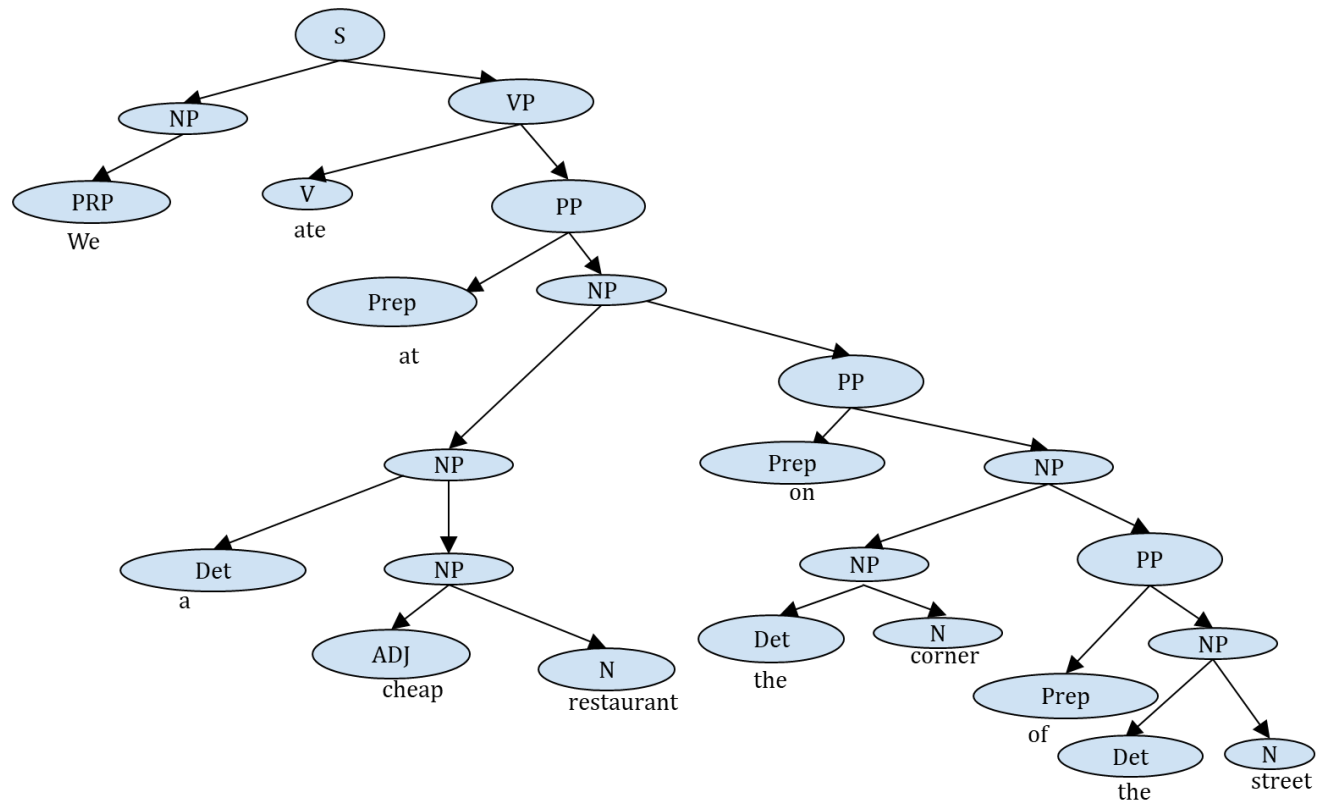 S
NP
VP
PRP
We
V
ate
PP
Prep
at
NP
PP
NP
Prep
on
NP
Det
a
NP
NP
PP
ADJ
cheap
N
restaurant
Det
the
N
corner
NP
Prep
of
Det
the
N
street